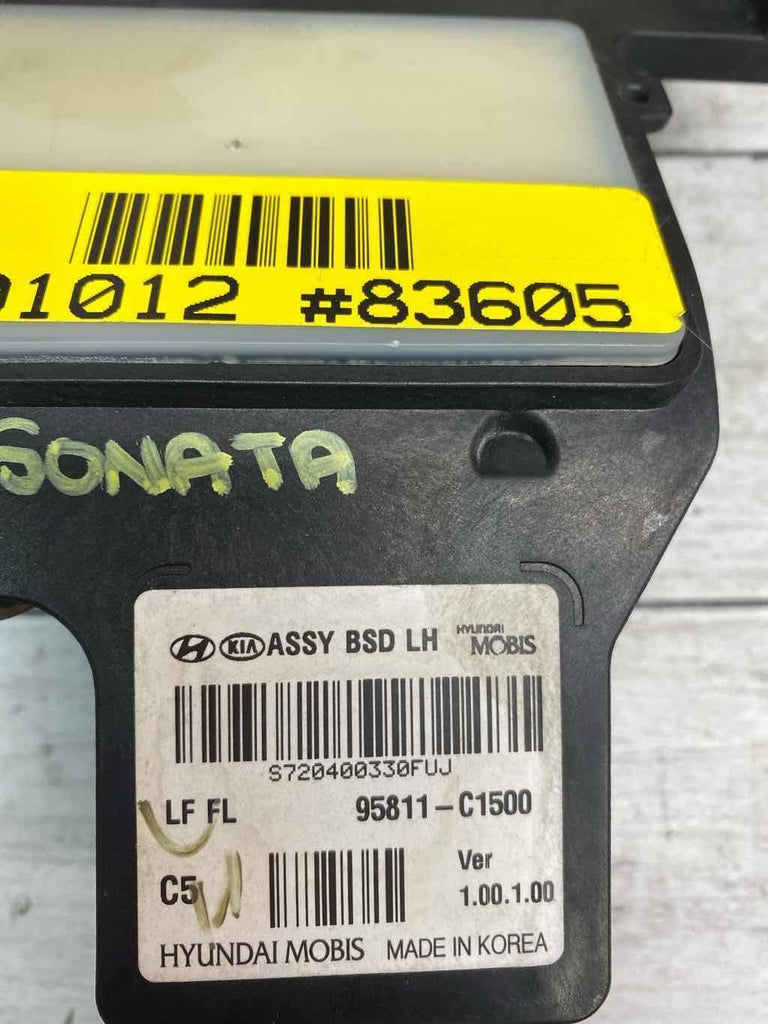 01012 #83605
SONATA
KIA ASSY BSD LH HYUNDAI MOBIS
S720400330FUJ
LF FL 95811-C1500
C5 Ver 1.00.1.00
HYUNDAI MOBIS MADE IN KOREA